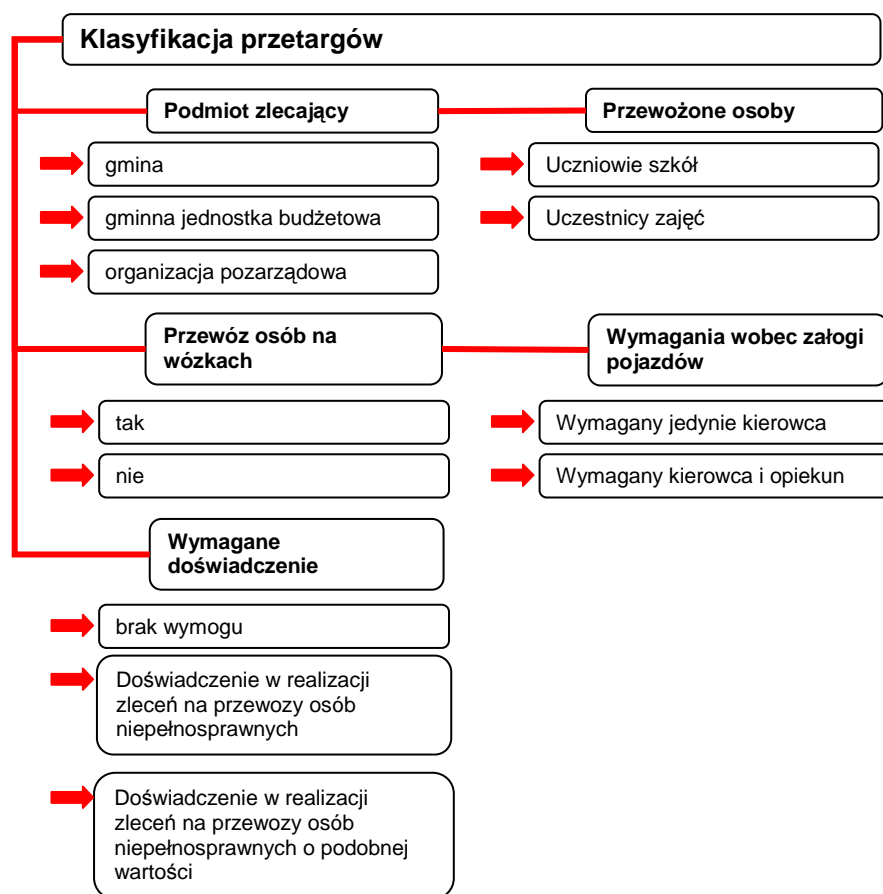 Klasyfikacja przetargów
Podmiot zlecający
Przewożone osoby
gmina
Uczniowie szkół
gminna jednostka budżetowa
Uczestnicy zajęć
organizacja pozarządowa
Przewóz osób na
wózkach
Wymagania wobec załogi
pojazdów
tak
Wymagany jedynie kierowca
nie
Wymagany kierowca i opiekun
Wymagane
doświadczenie
brak wymogu
Doświadczenie w realizacji
zleceń na przewozy osób
niepełnosprawnych
Doświadczenie w realizacji
zleceń na przewozy osób
niepełnosprawnych o podobnej
wartości